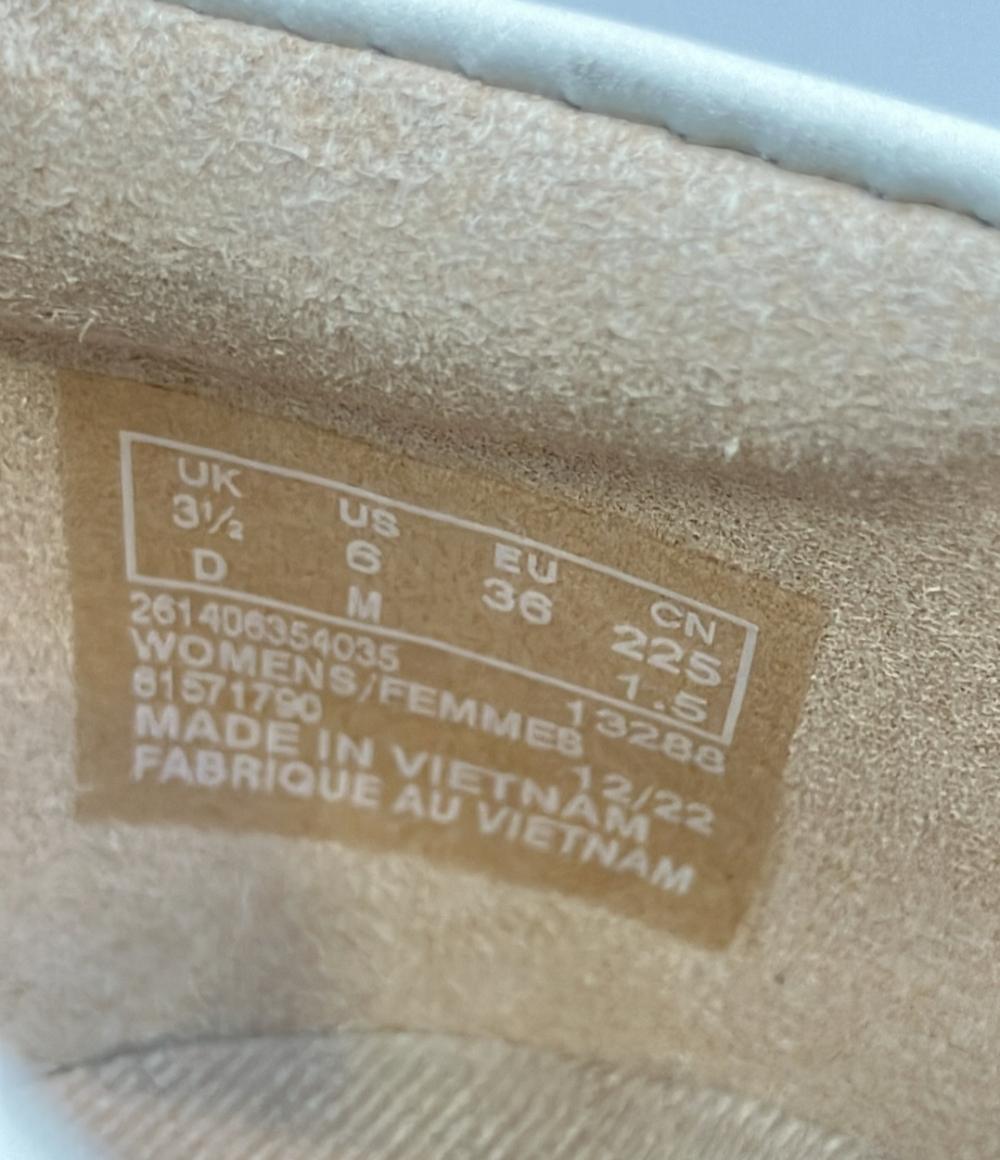 UK US EU CN
3½ 6 36 225
D M 1.5
261406354035 13288
WOMENS/FEMMES
61571790 12/22
MADE IN VIETNAM
FABRIQUE AU VIETNAM